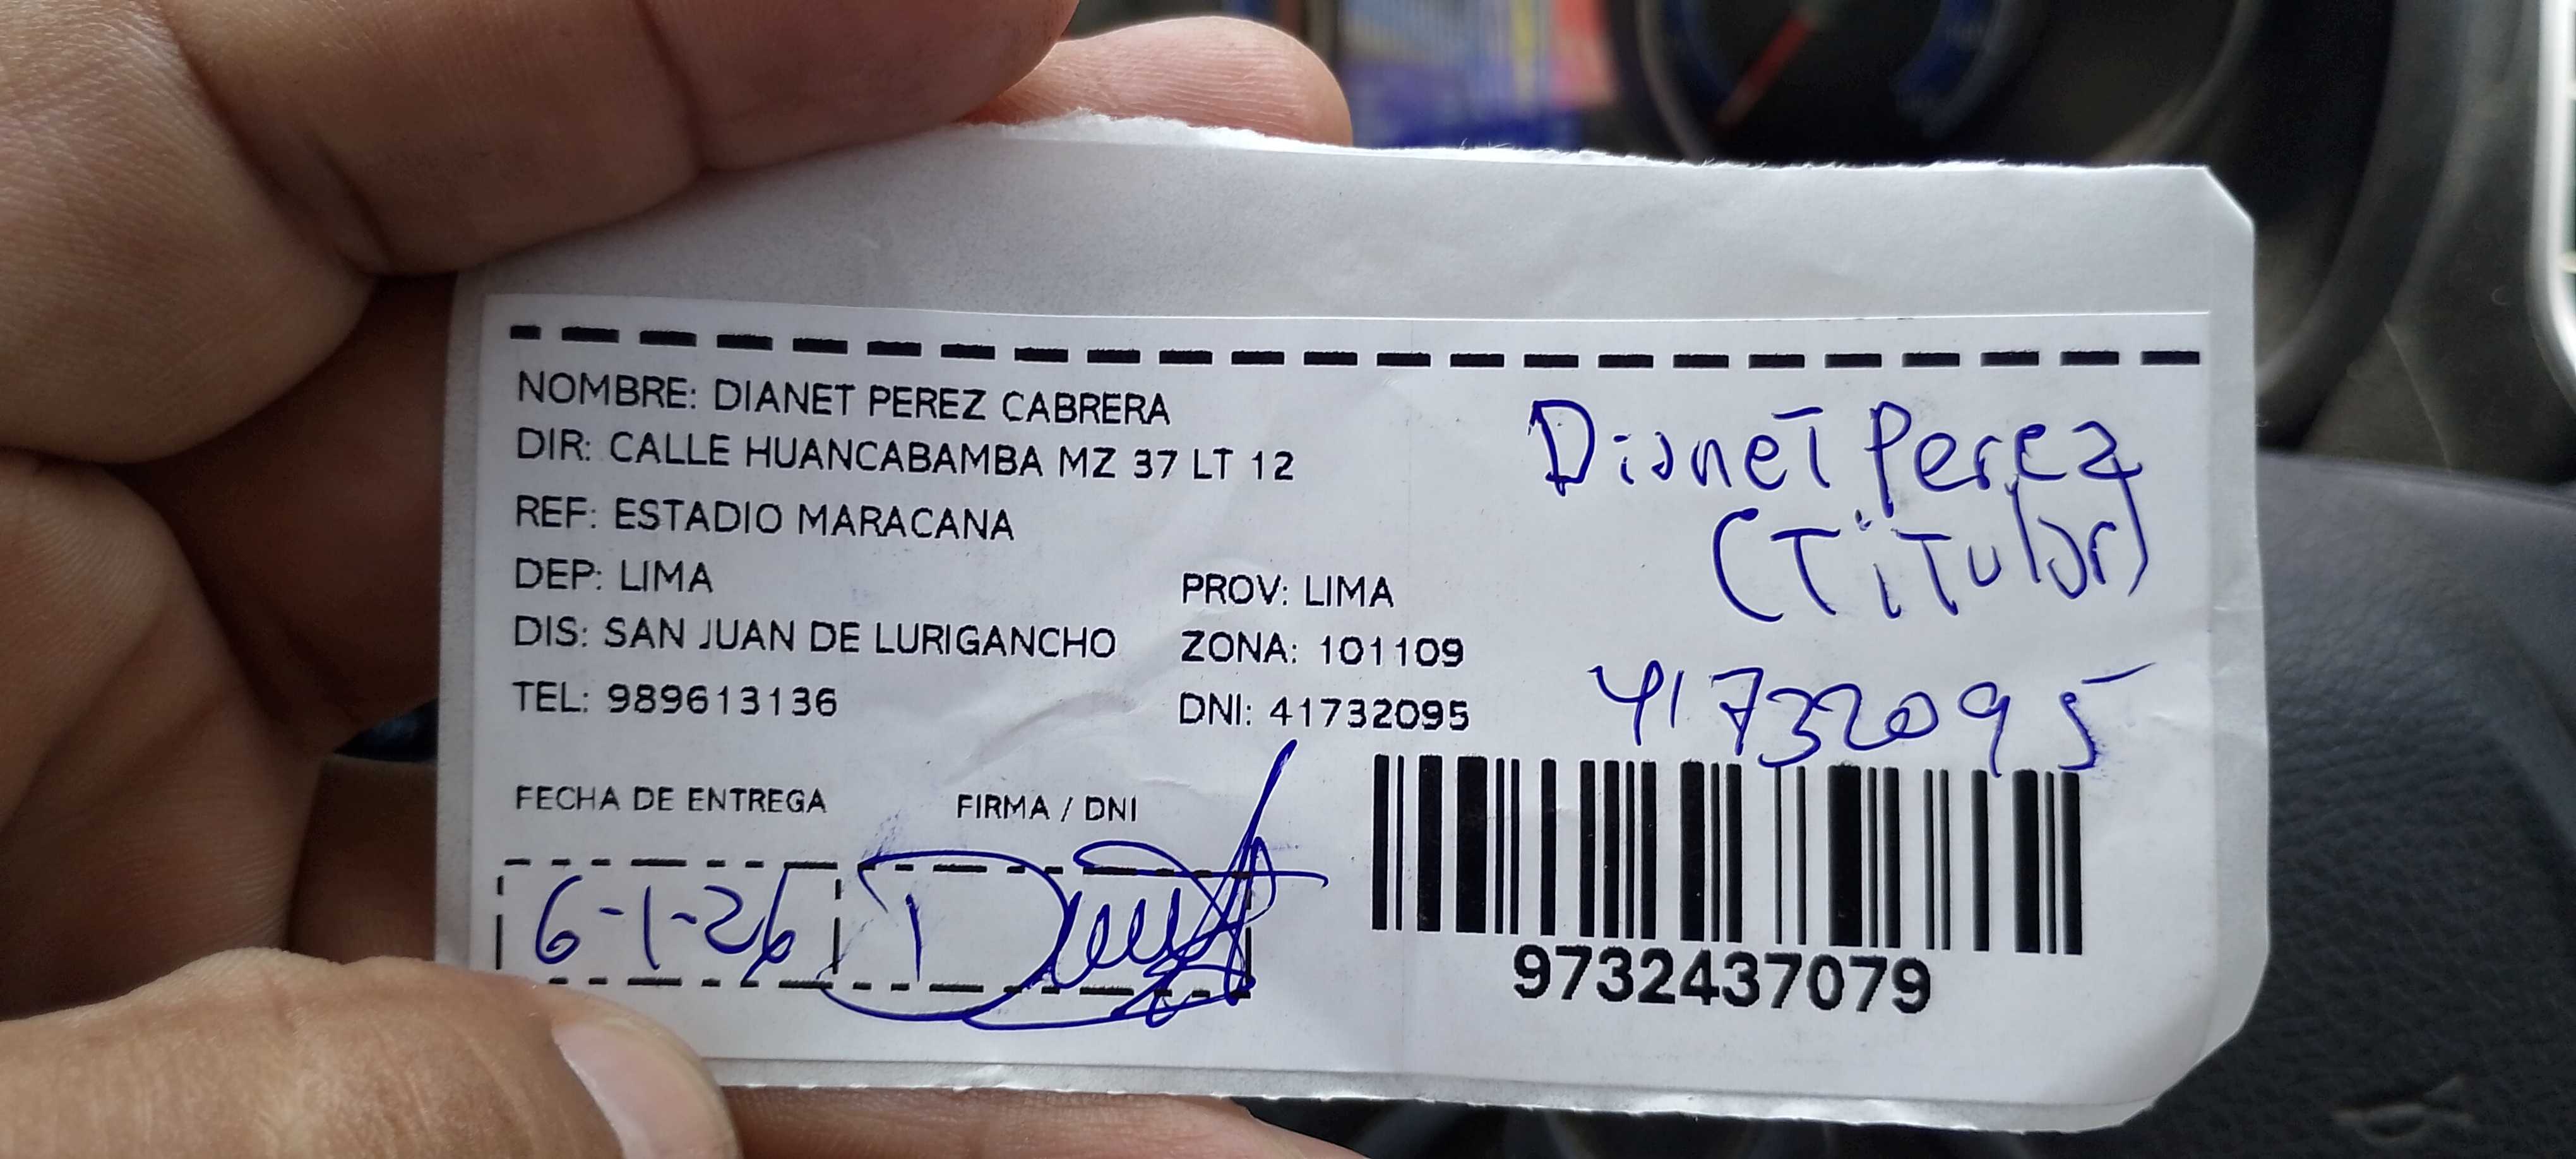 NOMBRE: DIANET PEREZ CABRERA
DIR: CALLE HUANCABAMBA MZ 37 LT 12
REF: ESTADIO MARACANA
DEP: LIMA
PROV: LIMA
DIS: SAN JUAN DE LURIGANCHO
ZONA: 101109
TEL: 989613136
DNI: 41732095
Dianet Perez
(Titular)
41732095
FECHA DE ENTREGA
FIRMA / DNI
6-1-26
9732437079